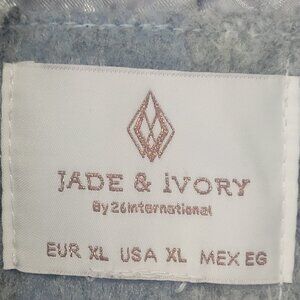 JADE & iVORY
By 26International
EUR XL USA XL MEX EG